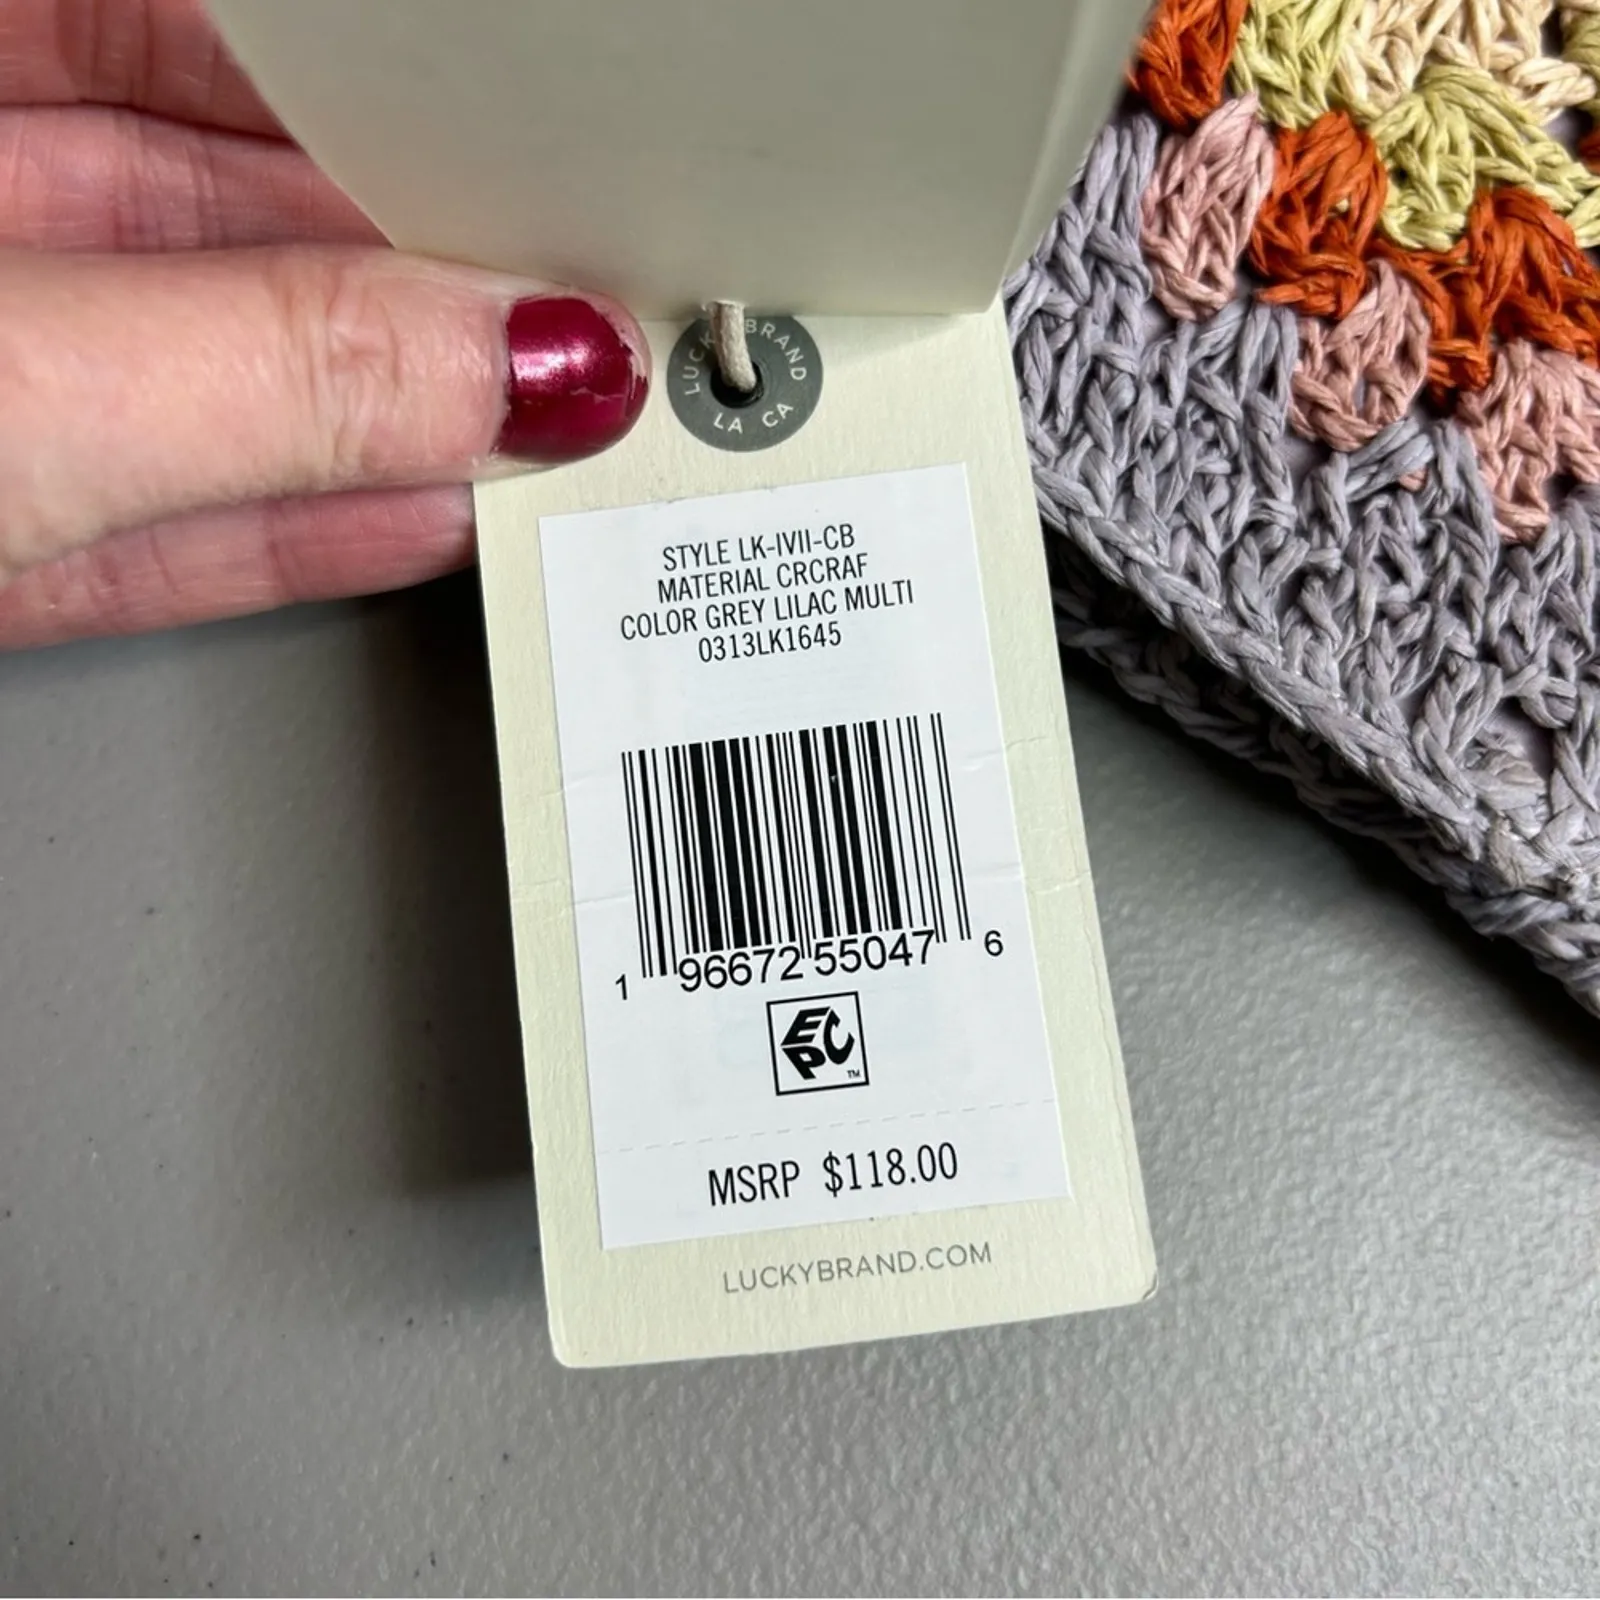 LUCKY BRAND
LA CA
STYLE LK-IVII-CB
MATERIAL CRCRAF
COLOR GREY LILAC MULTI
0313LK1645
1 96672 55047 6
EPC
TM
MSRP $118.00
LUCKYBRAND.COM